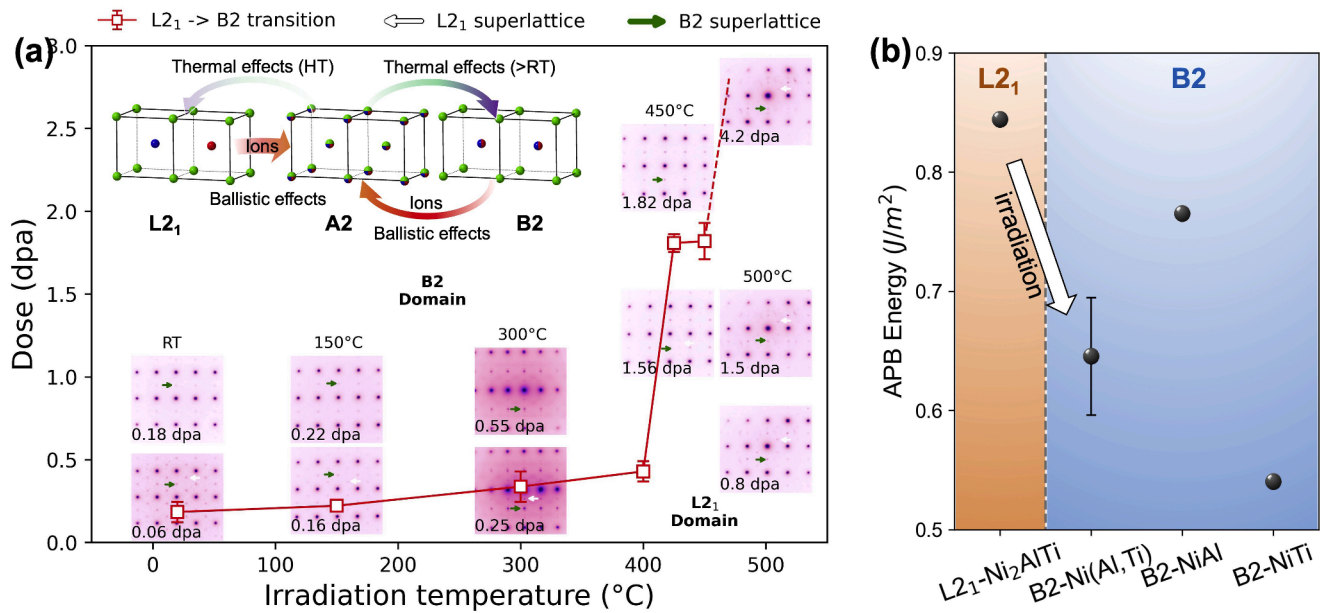 L2₁ -> B2 transition
L2₁ superlattice
B2 superlattice
(a)
3.0
2.5
2.0
1.5
1.0
0.5
0.0
Dose (dpa)
Thermal effects (HT)
Thermal effects (>RT)
Ions
Ballistic effects
Ions
Ballistic effects
L2₁
A2
B2
B2
Domain
450°C
4.2 dpa
1.82 dpa
500°C
1.56 dpa
1.5 dpa
0.8 dpa
RT
150°C
300°C
0.18 dpa
0.22 dpa
0.55 dpa
0.06 dpa
0.16 dpa
0.25 dpa
L2₁
Domain
0
100
200
300
400
500
Irradiation temperature (°C)
(b)
0.9
0.8
0.7
0.6
0.5
APB Energy (J/m²)
L2₁
B2
irradiation
L2₁-Ni₂AlTi
B2-Ni(Al,Ti)
B2-NiAl
B2-NiTi